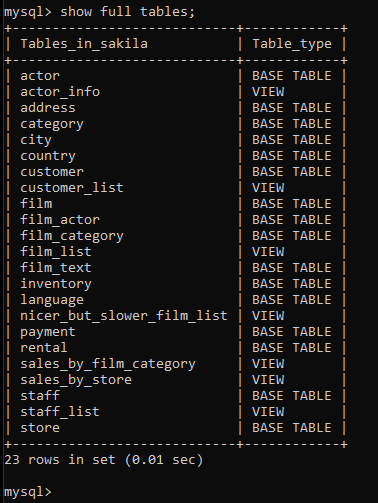 mysql> show full tables;
+----------------------------+------------+
| Tables_in_sakila           | Table_type |
+----------------------------+------------+
| actor                      | BASE TABLE |
| actor_info                 | VIEW       |
| address                    | BASE TABLE |
| category                   | BASE TABLE |
| city                       | BASE TABLE |
| country                    | BASE TABLE |
| customer                   | BASE TABLE |
| customer_list              | VIEW       |
| film                       | BASE TABLE |
| film_actor                 | BASE TABLE |
| film_category              | BASE TABLE |
| film_list                  | VIEW       |
| film_text                  | BASE TABLE |
| inventory                  | BASE TABLE |
| language                   | BASE TABLE |
| nicer_but_slower_film_list | VIEW       |
| payment                    | BASE TABLE |
| rental                     | BASE TABLE |
| sales_by_film_category     | VIEW       |
| sales_by_store             | VIEW       |
| staff                      | BASE TABLE |
| staff_list                 | VIEW       |
| store                      | BASE TABLE |
+----------------------------+------------+
23 rows in set (0.01 sec)
mysql>